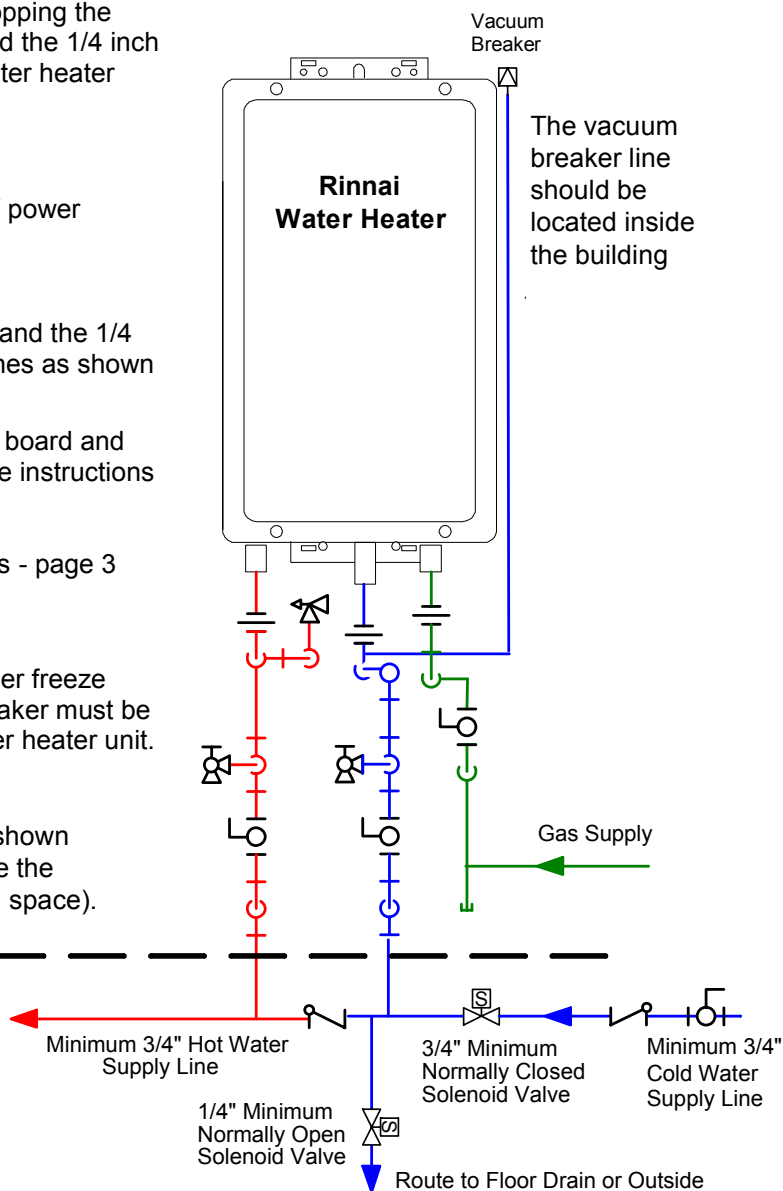 opping the
d the 1/4 inch
ter heater
power
and the 1/4
nes as shown
board and
e instructions
s - page 3
er freeze
aker must be
er heater unit.
shown
e the
space).
Vacuum
Breaker
The vacuum
breaker line
should be
located inside
the building
Rinnai
Water Heater
Gas Supply
S
Minimum 3/4" Hot Water
Supply Line
3/4" Minimum
Normally Closed
Solenoid Valve
Minimum 3/4"
Cold Water
Supply Line
1/4" Minimum
Normally Open
Solenoid Valve
S
Route to Floor Drain or Outside